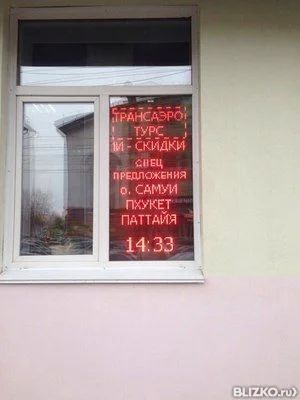 ТРАНСАЭРО
ТУРС
И - СКИДКИ
СПЕЦ
ПРЕДЛОЖЕНИЯ
о. САМУИ
ПХУКЕТ
ПАТТАЙЯ
14:33
BLIZKO.ru